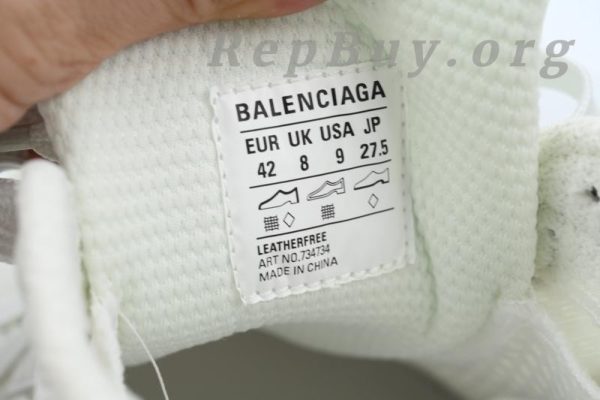 RepBuy.org
BALENCIAGA
EUR UK USA JP
42 8 9 27.5
LEATHERFREE
ART NO.734734
MADE IN CHINA